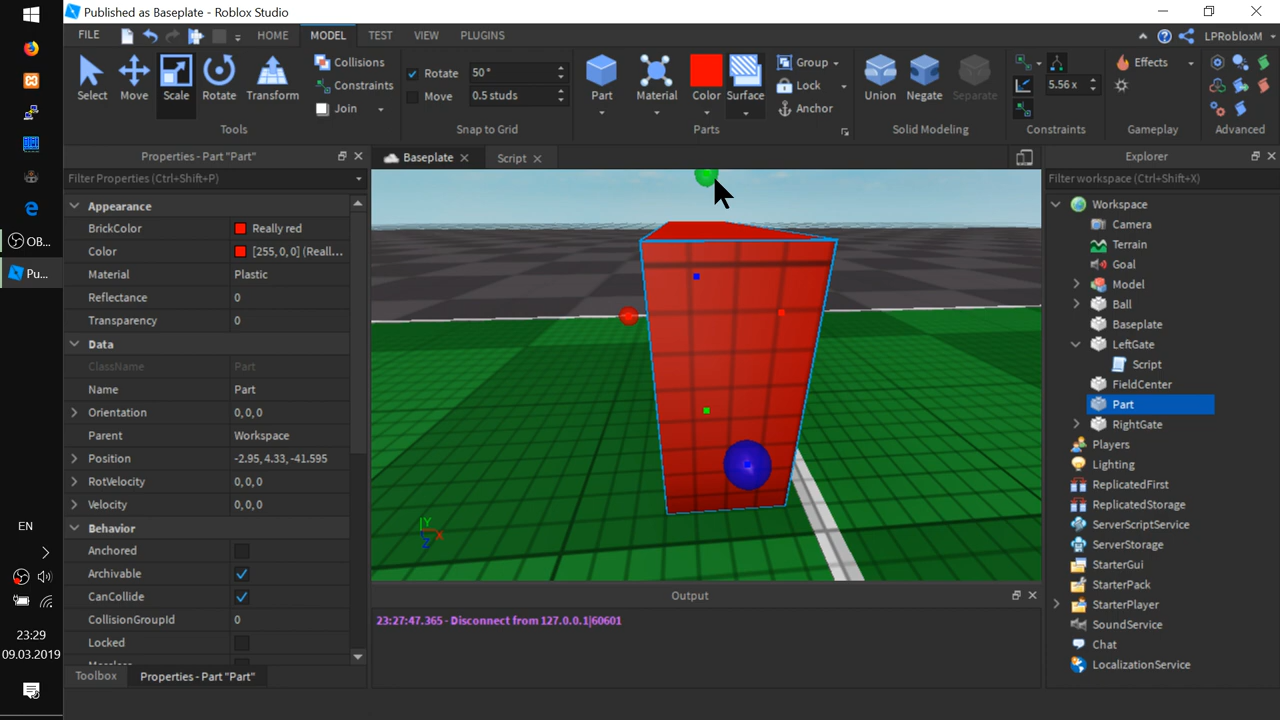 Published as Baseplate - Roblox Studio
FILE
HOME
MODEL
TEST
VIEW
PLUGINS
LPRobloxM
Select
Move
Scale
Rotate
Transform
Collisions
Constraints
Join
Tools
Rotate
50 °
Move
0.5 studs
Snap to Grid
Part
Material
Color
Surface
Group
Lock
Anchor
Parts
Union
Negate
Separate
Solid Modeling
5.56 x
Constraints
Effects
Gameplay
Advanced
Properties - Part "Part"
Filter Properties (Ctrl+Shift+P)
Appearance
BrickColor
Really red
Color
[255, 0, 0] (Reall...
Material
Plastic
Reflectance
0
Transparency
0
Data
ClassName
Part
Name
Part
Orientation
0, 0, 0
Parent
Workspace
Position
-2.95, 4.33, -41.595
RotVelocity
0, 0, 0
Velocity
0, 0, 0
Behavior
Anchored
Archivable
CanCollide
CollisionGroupId
0
Locked
Toolbox
Properties - Part "Part"
Baseplate
Script
Y
X
Z
Output
23:27:47.365 - Disconnect from 127.0.0.1|60601
Explorer
Filter workspace (Ctrl+Shift+X)
Workspace
Camera
Terrain
Goal
Model
Ball
Baseplate
LeftGate
Script
FieldCenter
Part
RightGate
Players
Lighting
ReplicatedFirst
ReplicatedStorage
ServerScriptService
ServerStorage
StarterGui
StarterPack
StarterPlayer
SoundService
Chat
LocalizationService
OB...
Pu...
EN
23:29
09.03.2019